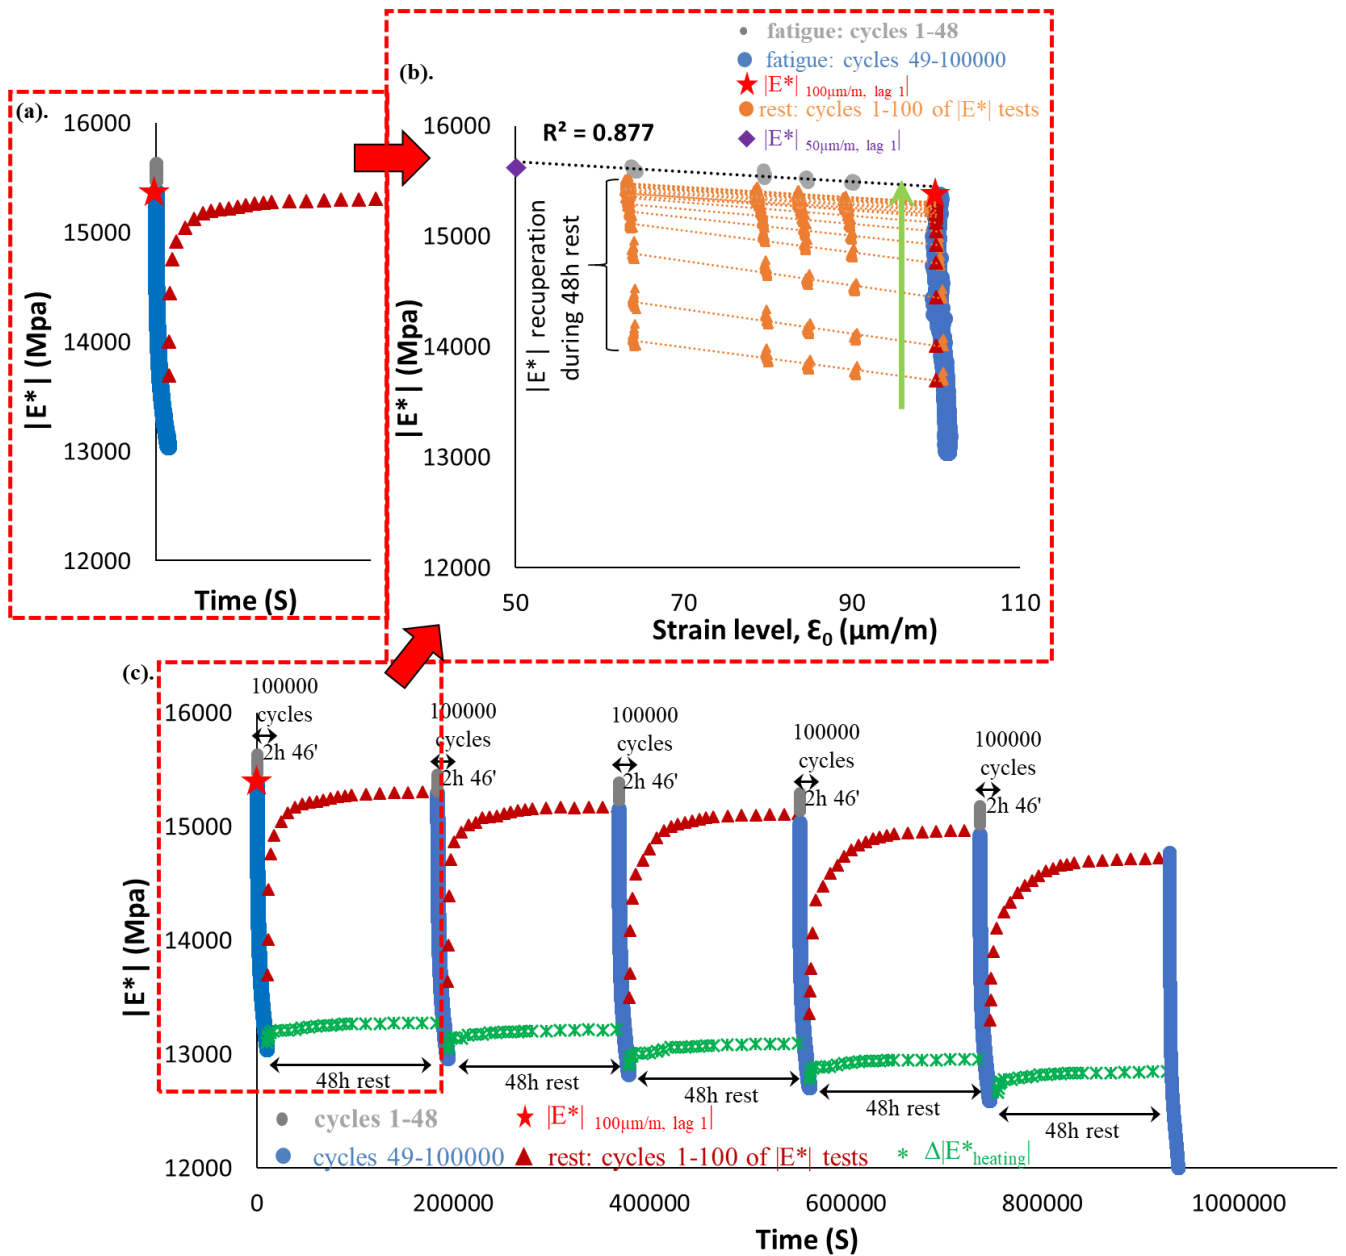 (a).
16000
15000
14000
13000
12000
|E*| (Mpa)
Time (S)
(b).
fatigue: cycles 1-48
fatigue: cycles 49-100000
|E*| 100µm/m, lag 1|
rest: cycles 1-100 of |E*| tests
|E*| 50µm/m, lag 1|
R² = 0.877
16000
15000
14000
13000
12000
|E*| (Mpa)
|E*| recuperation
during 48h rest
50
70
90
110
Strain level, Ɛ0 (µm/m)
(c).
100000
cycles
2h 46'
100000
cycles
2h 46'
100000
cycles
2h 46'
100000
cycles
2h 46'
100000
cycles
2h 46'
16000
15000
14000
13000
12000
|E*| (Mpa)
48h rest
48h rest
48h rest
48h rest
48h rest
cycles 1-48
|E*| 100µm/m, lag 1|
cycles 49-100000
rest: cycles 1-100 of |E*| tests
Δ|E*heating|
0
200000
400000
600000
800000
1000000
Time (S)